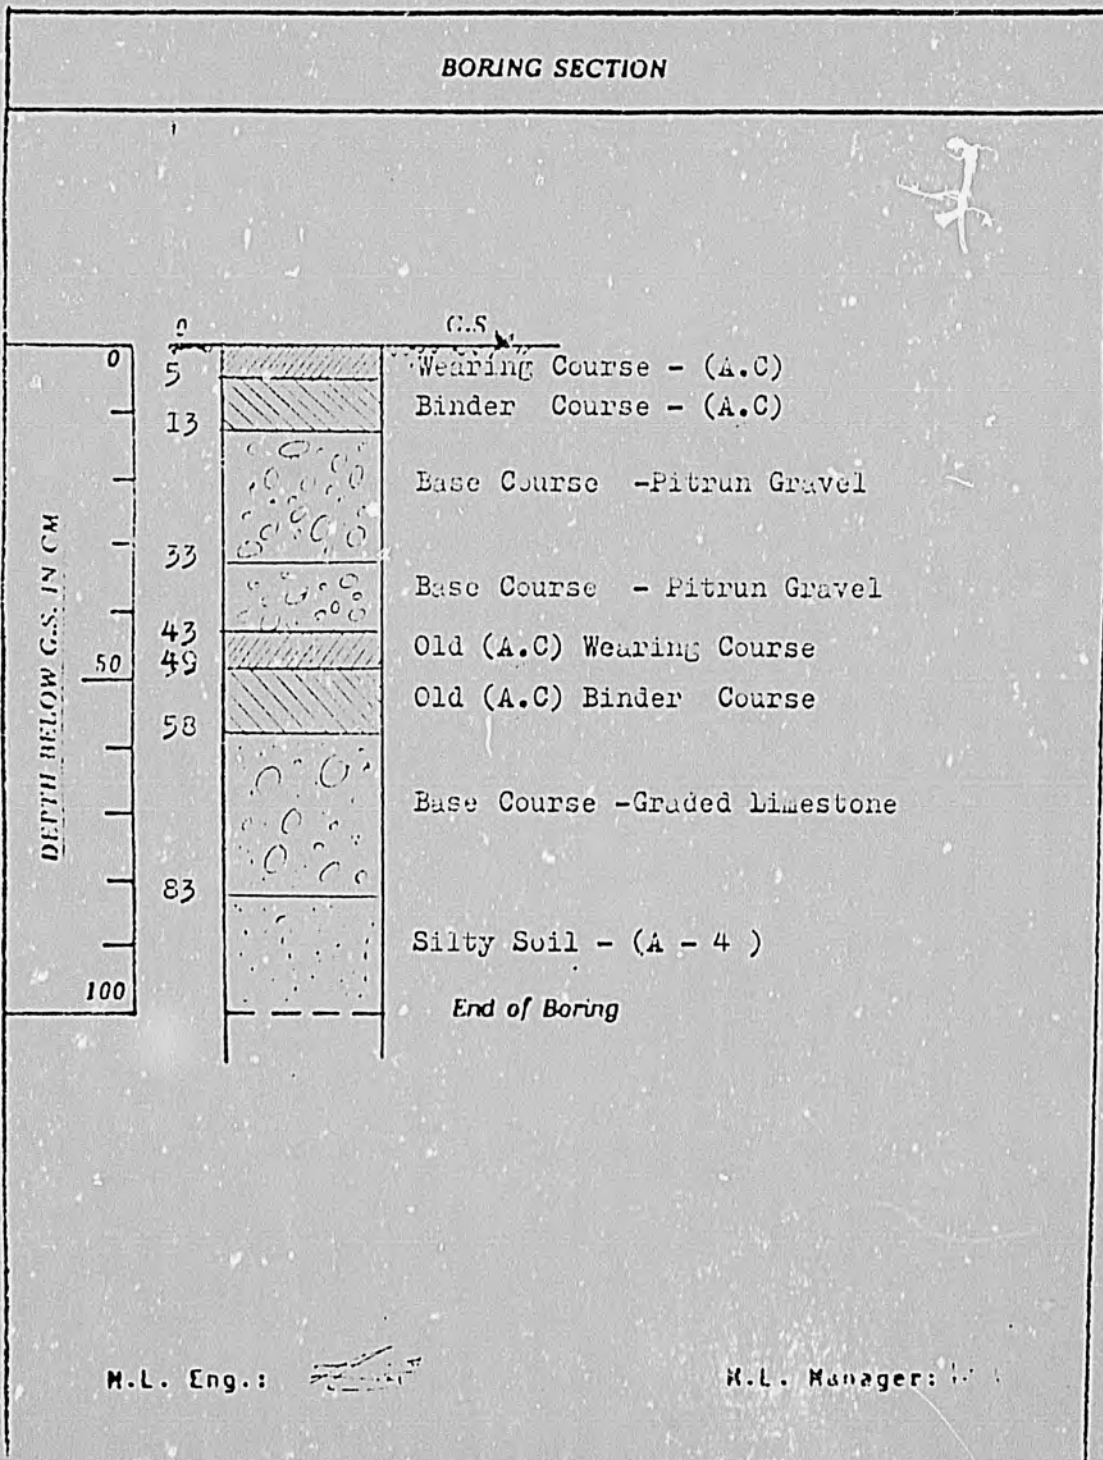 BORING SECTION
0
G.S
0
Wearing Course - (A.C)
5
Binder Course - (A.C)
13
Base Course -Pitrun Gravel
33
Base Course - Pitrun Gravel
43
Old (A.C) Wearing Course
50
49
Old (A.C) Binder Course
58
Base Course -Graded Limestone
83
Silty Soil - (A - 4 )
100
End of Boring
DEPTH BELOW G.S. IN CM
M.L. Eng.:
M.L. Manager: